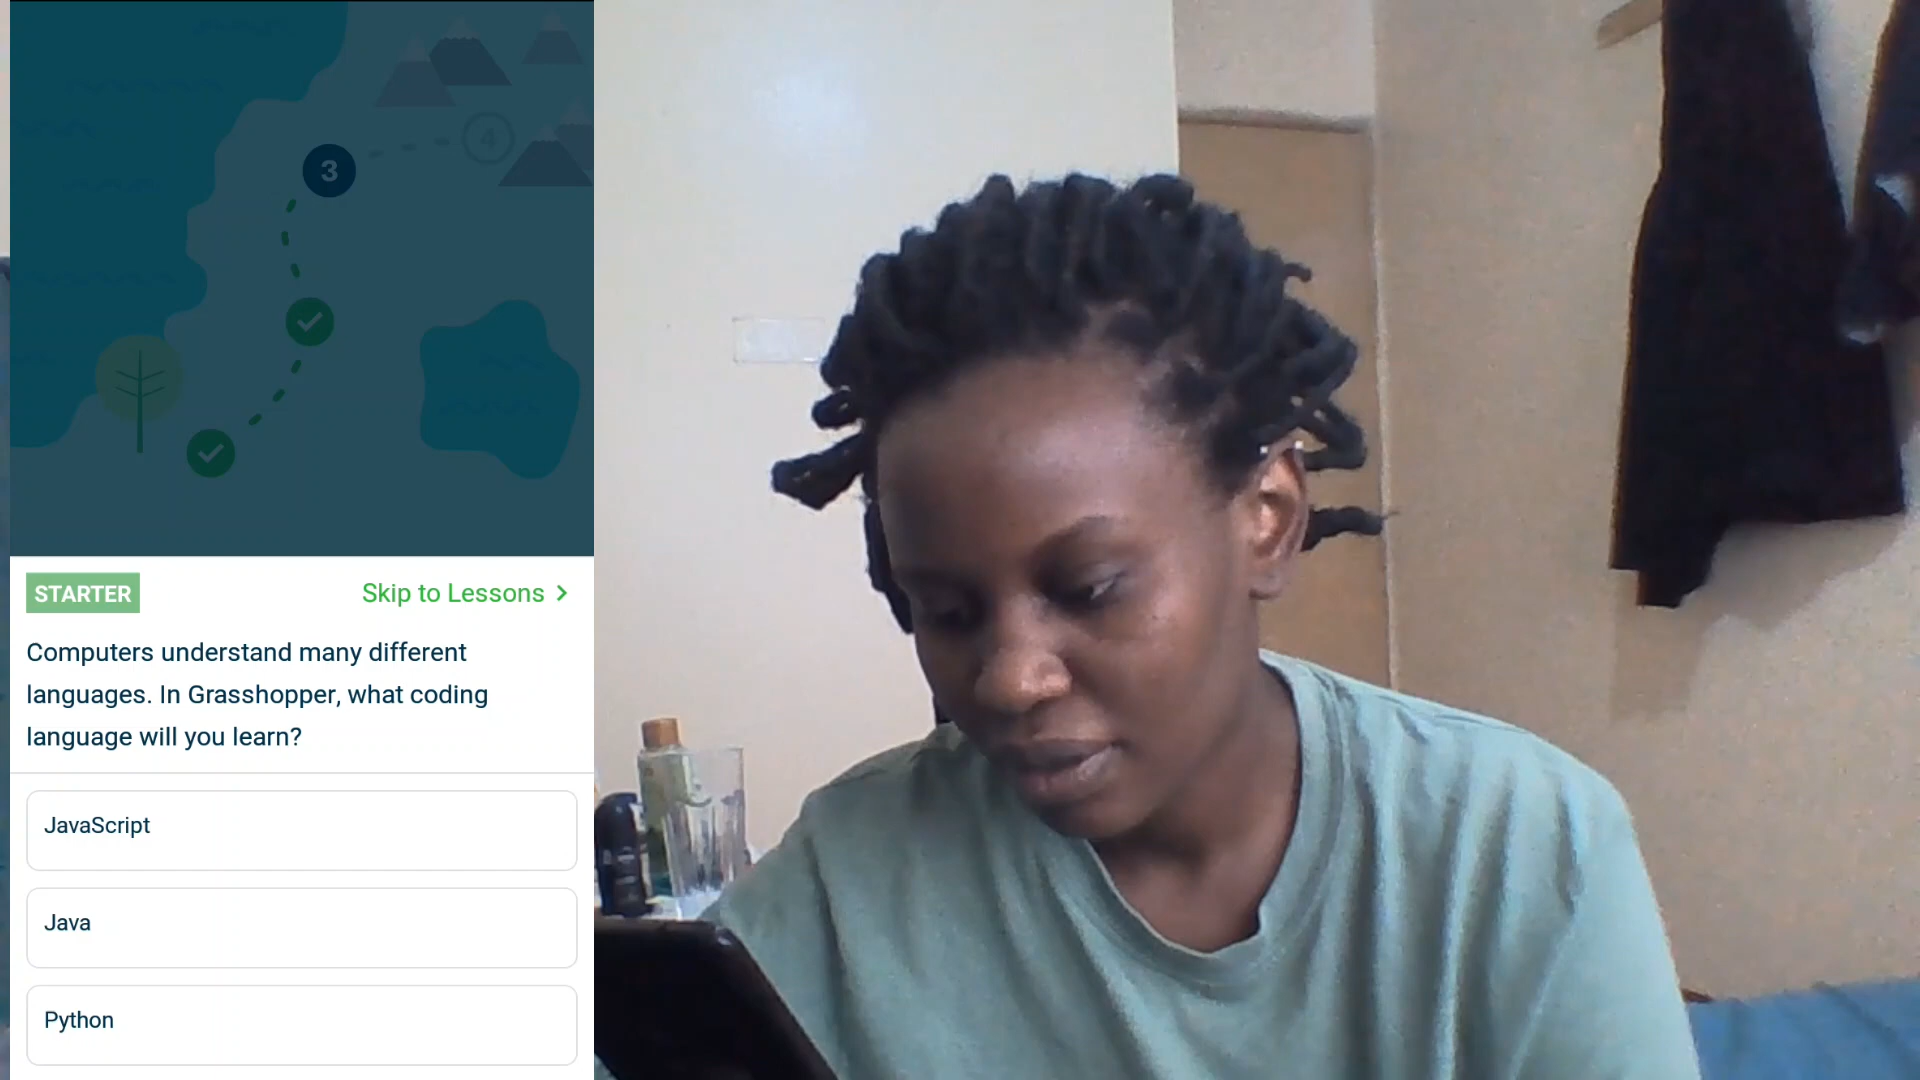 4
3
STARTER
Skip to Lessons
Computers understand many different
languages. In Grasshopper, what coding
language will you learn?
JavaScript
Java
Python